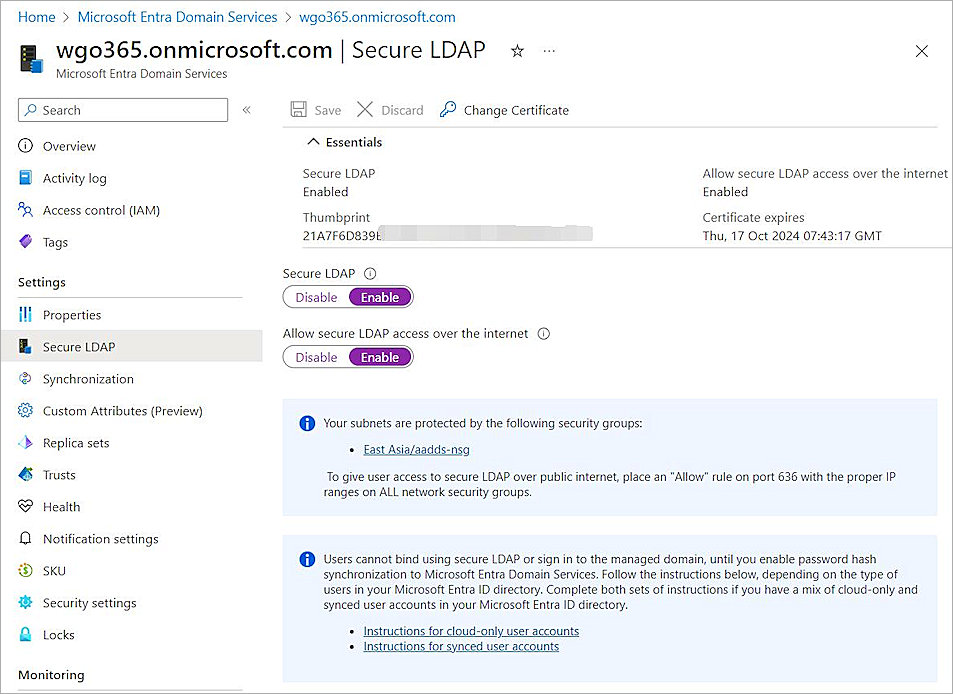 Home > Microsoft Entra Domain Services > wgo365.onmicrosoft.com
wgo365.onmicrosoft.com | Secure LDAP
Microsoft Entra Domain Services
Search
Save Discard Change Certificate
Overview
Activity log
Access control (IAM)
Tags
Settings
Properties
Secure LDAP
Synchronization
Custom Attributes (Preview)
Replica sets
Trusts
Health
Notification settings
SKU
Security settings
Locks
Monitoring
Essentials
Secure LDAP
Enabled
Thumbprint
21A7F6D839
Allow secure LDAP access over the internet
Enabled
Certificate expires
Thu, 17 Oct 2024 07:43:17 GMT
Secure LDAP
Disable Enable
Allow secure LDAP access over the internet
Disable Enable
Your subnets are protected by the following security groups:
• East Asia/aadds-nsg
To give user access to secure LDAP over public internet, place an "Allow" rule on port 636 with the proper IP
ranges on ALL network security groups.
Users cannot bind using secure LDAP or sign in to the managed domain, until you enable password hash
synchronization to Microsoft Entra Domain Services. Follow the instructions below, depending on the type of
users in your Microsoft Entra ID directory. Complete both sets of instructions if you have a mix of cloud-only and
synced user accounts in your Microsoft Entra ID directory.
• Instructions for cloud-only user accounts
• Instructions for synced user accounts